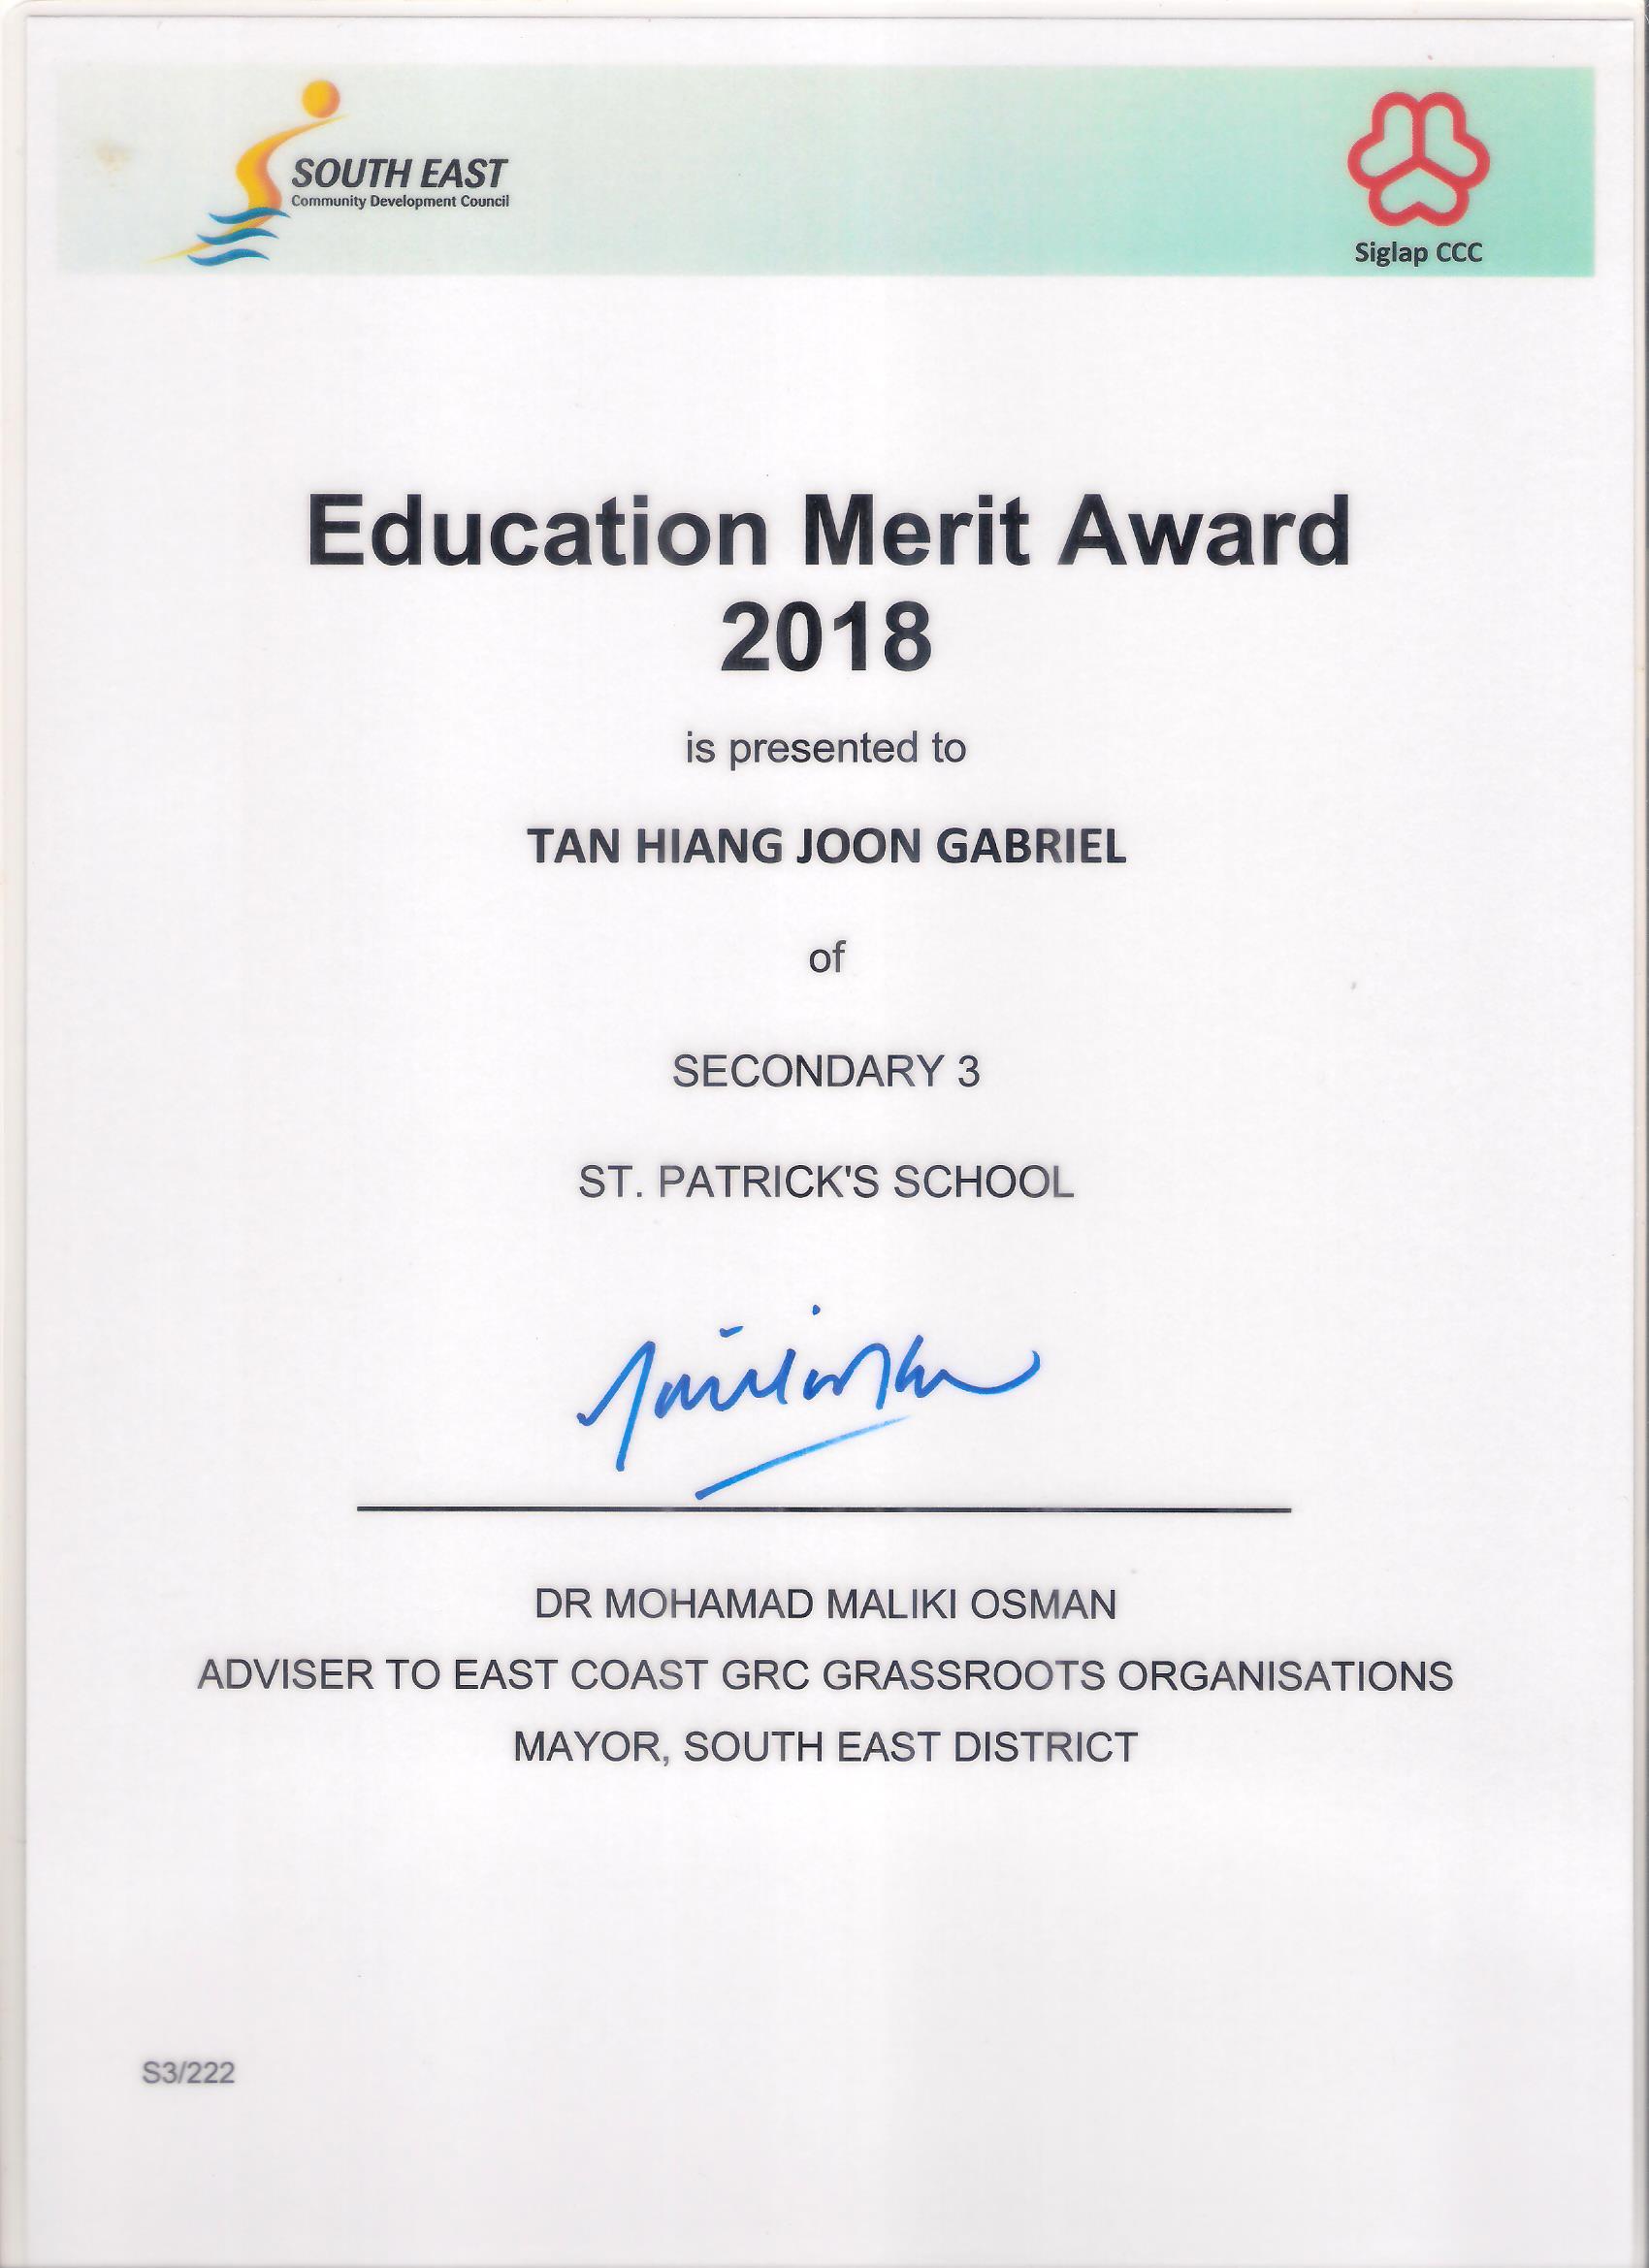 SOUTH EAST
Community Development Council
Siglap CCC
Education Merit Award
2018
is presented to
TAN HIANG JOON GABRIEL
of
SECONDARY 3
ST. PATRICK'S SCHOOL
DR MOHAMAD MALIKI OSMAN
ADVISER TO EAST COAST GRC GRASSROOTS ORGANISATIONS
MAYOR, SOUTH EAST DISTRICT
S3/222